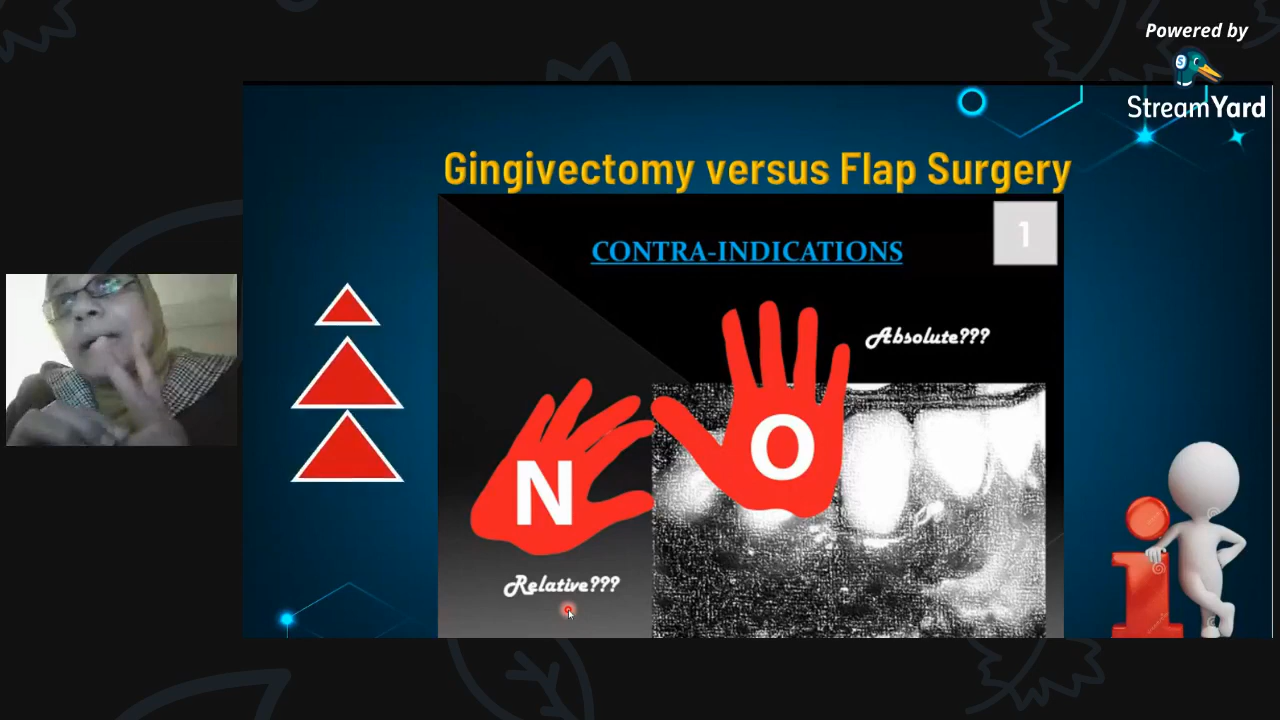 Powered by
StreamYard
Gingivectomy versus Flap Surgery
1
CONTRA-INDICATIONS
Absolute???
N O
Relative???